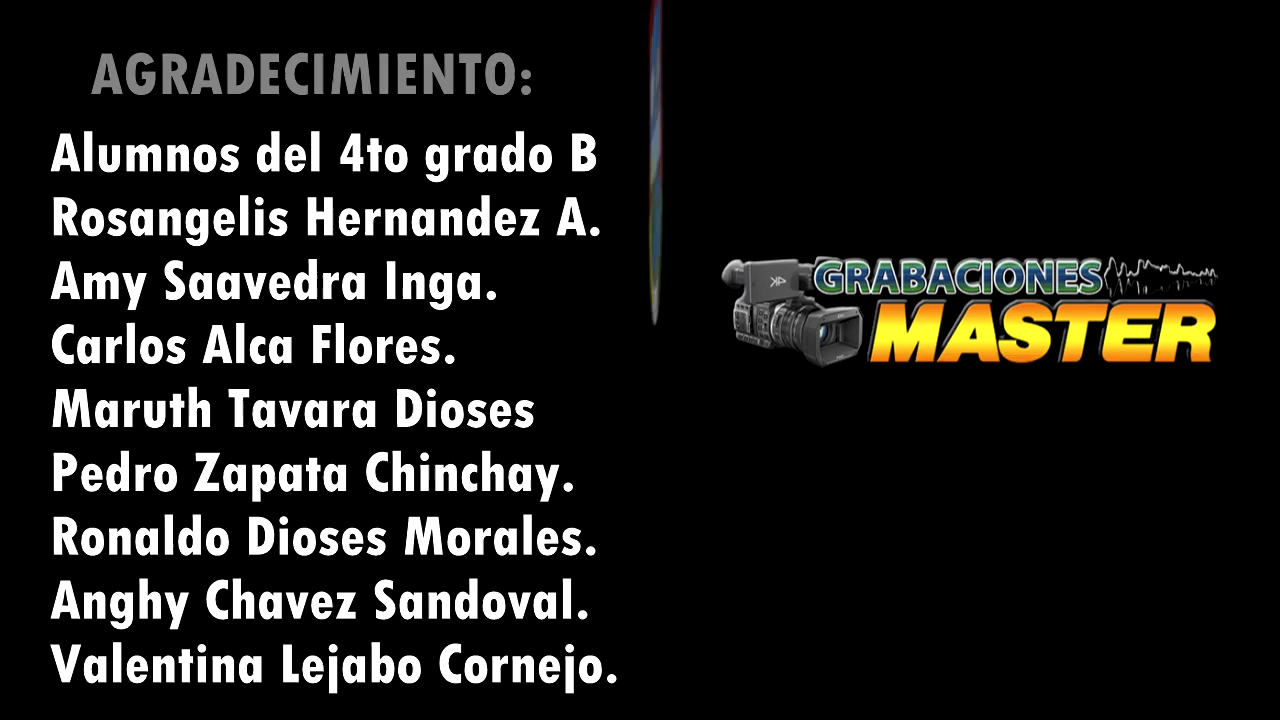 AGRADECIMIENTO:
Alumnos del 4to grado B
Rosangelis Hernandez A.
Amy Saavedra Inga.
Carlos Alca Flores.
Maruth Tavara Dioses
Pedro Zapata Chinchay.
Ronaldo Dioses Morales.
Anghy Chavez Sandoval.
Valentina Lejabo Cornejo.
GRABACIONES
MASTER